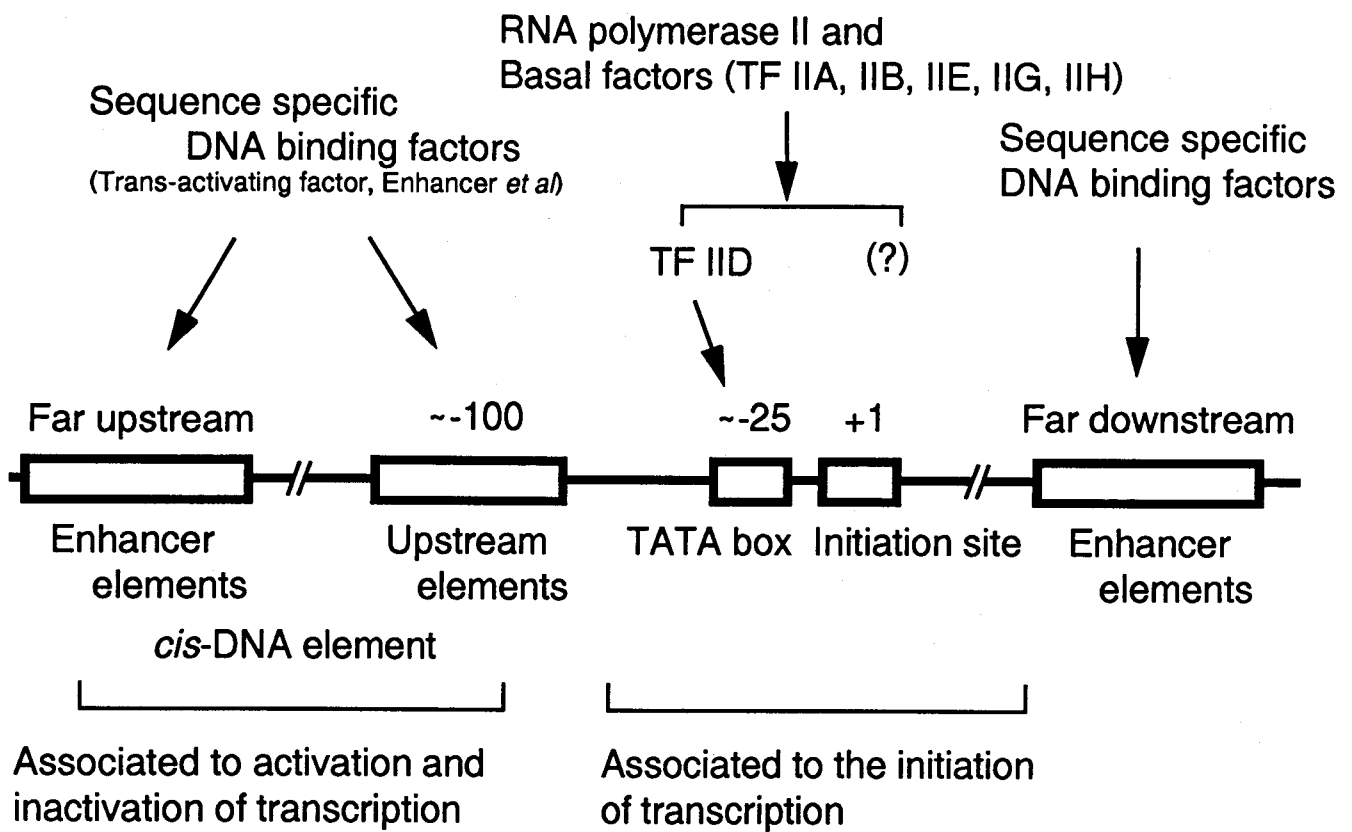 RNA polymerase II and
Basal factors (TF IIA, IIB, IIE, IIG, IIH)
Sequence specific
DNA binding factors
(Trans-activating factor, Enhancer et al)
Sequence specific
DNA binding factors
TF IID
(?)
Far upstream
~-100
~-25
+1
Far downstream
Enhancer
elements
Upstream
elements
TATA box
Initiation site
Enhancer
elements
cis-DNA element
Associated to activation and
inactivation of transcription
Associated to the initiation
of transcription